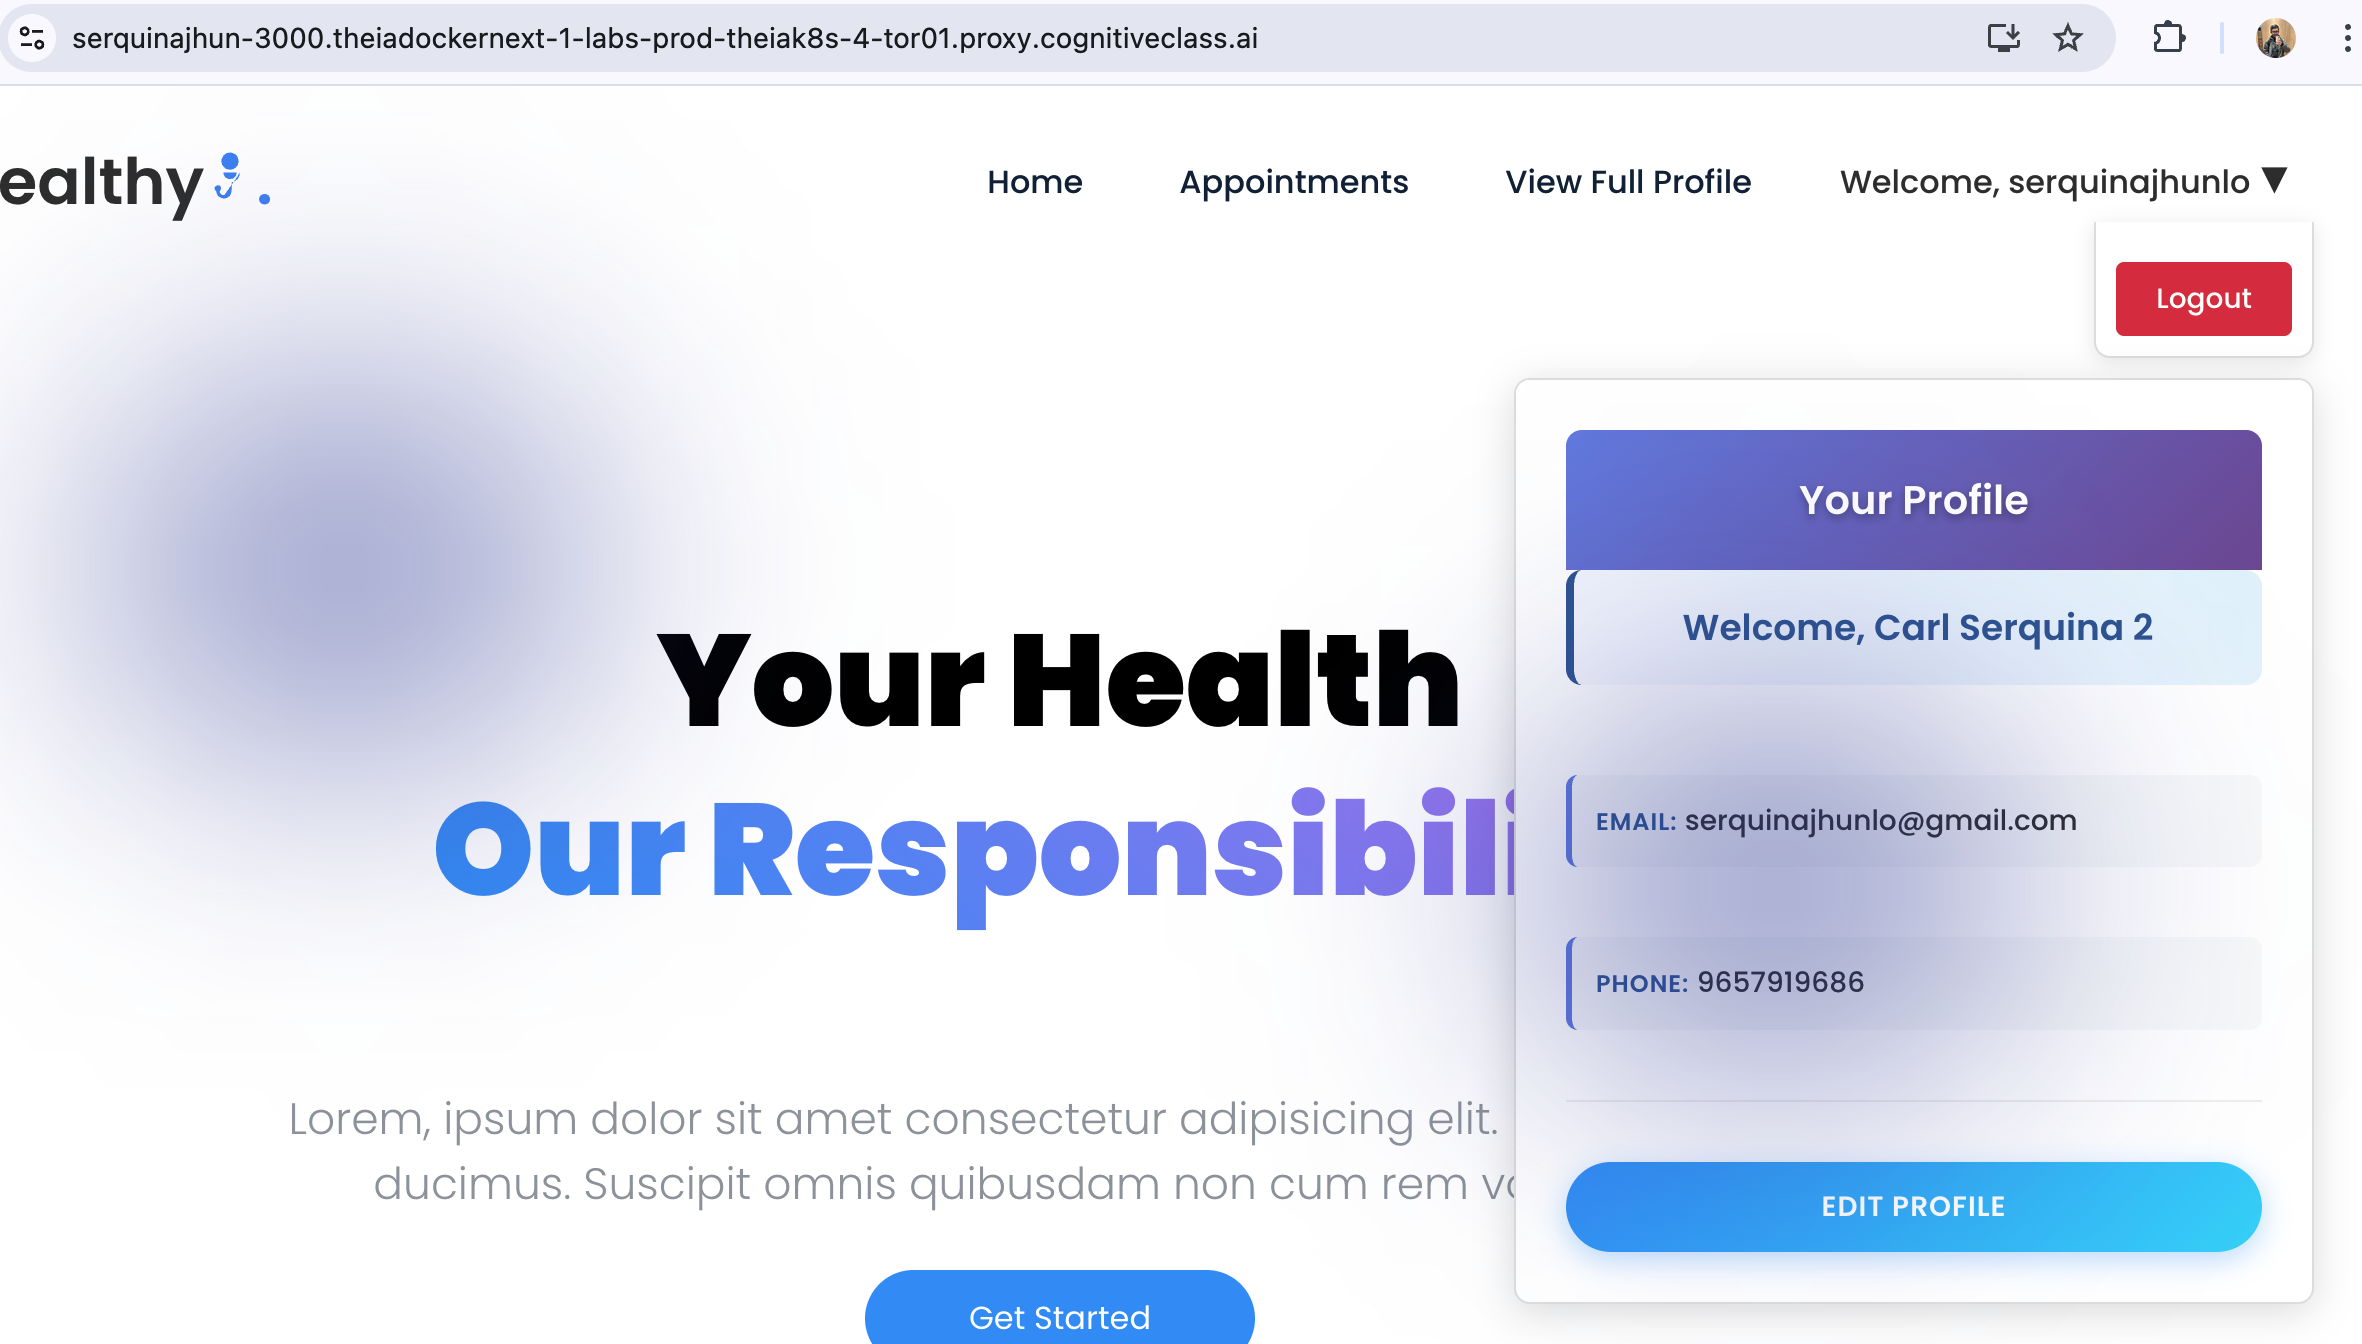 serquinajhun-3000.theiadockernext-1-labs-prod-theiak8s-4-tor01.proxy.cognitiveclass.ai
ealthy .
Home
Appointments
View Full Profile
Welcome, serquinajhunlo ▼
Logout
Your Profile
Welcome, Carl Serquina 2
EMAIL: serquinajhunlo@gmail.com
PHONE: 9657919686
EDIT PROFILE
Your Health
Our Responsibili
Lorem, ipsum dolor sit amet consectetur adipisicing elit.
ducimus. Suscipit omnis quibusdam non cum rem
Get Started